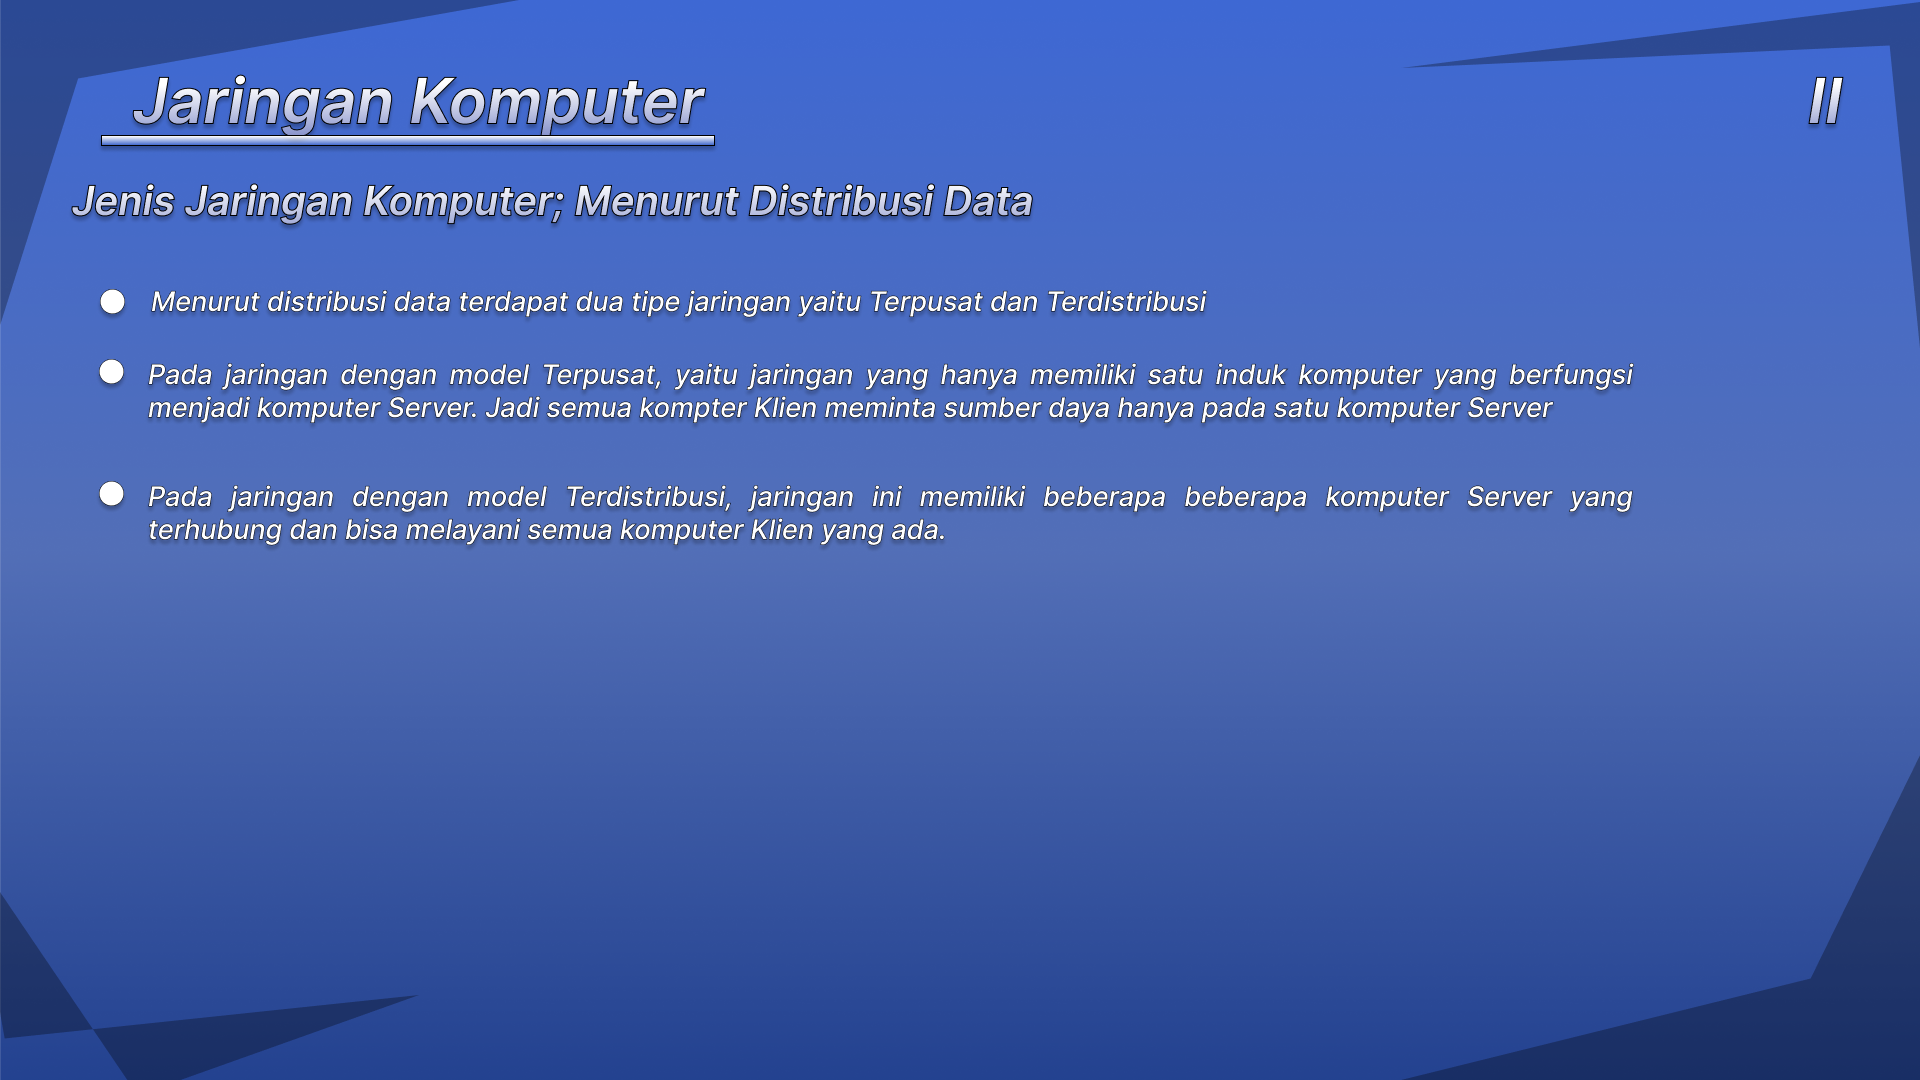 Jaringan Komputer
II
Jenis Jaringan Komputer; Menurut Distribusi Data
Menurut distribusi data terdapat dua tipe jaringan yaitu Terpusat dan Terdistribusi
Pada jaringan dengan model Terpusat, yaitu jaringan yang hanya memiliki satu induk komputer yang berfungsi
menjadi komputer Server. Jadi semua kompter Klien meminta sumber daya hanya pada satu komputer Server
Pada jaringan dengan model Terdistribusi, jaringan ini memiliki beberapa beberapa komputer Server yang
terhubung dan bisa melayani semua komputer Klien yang ada.